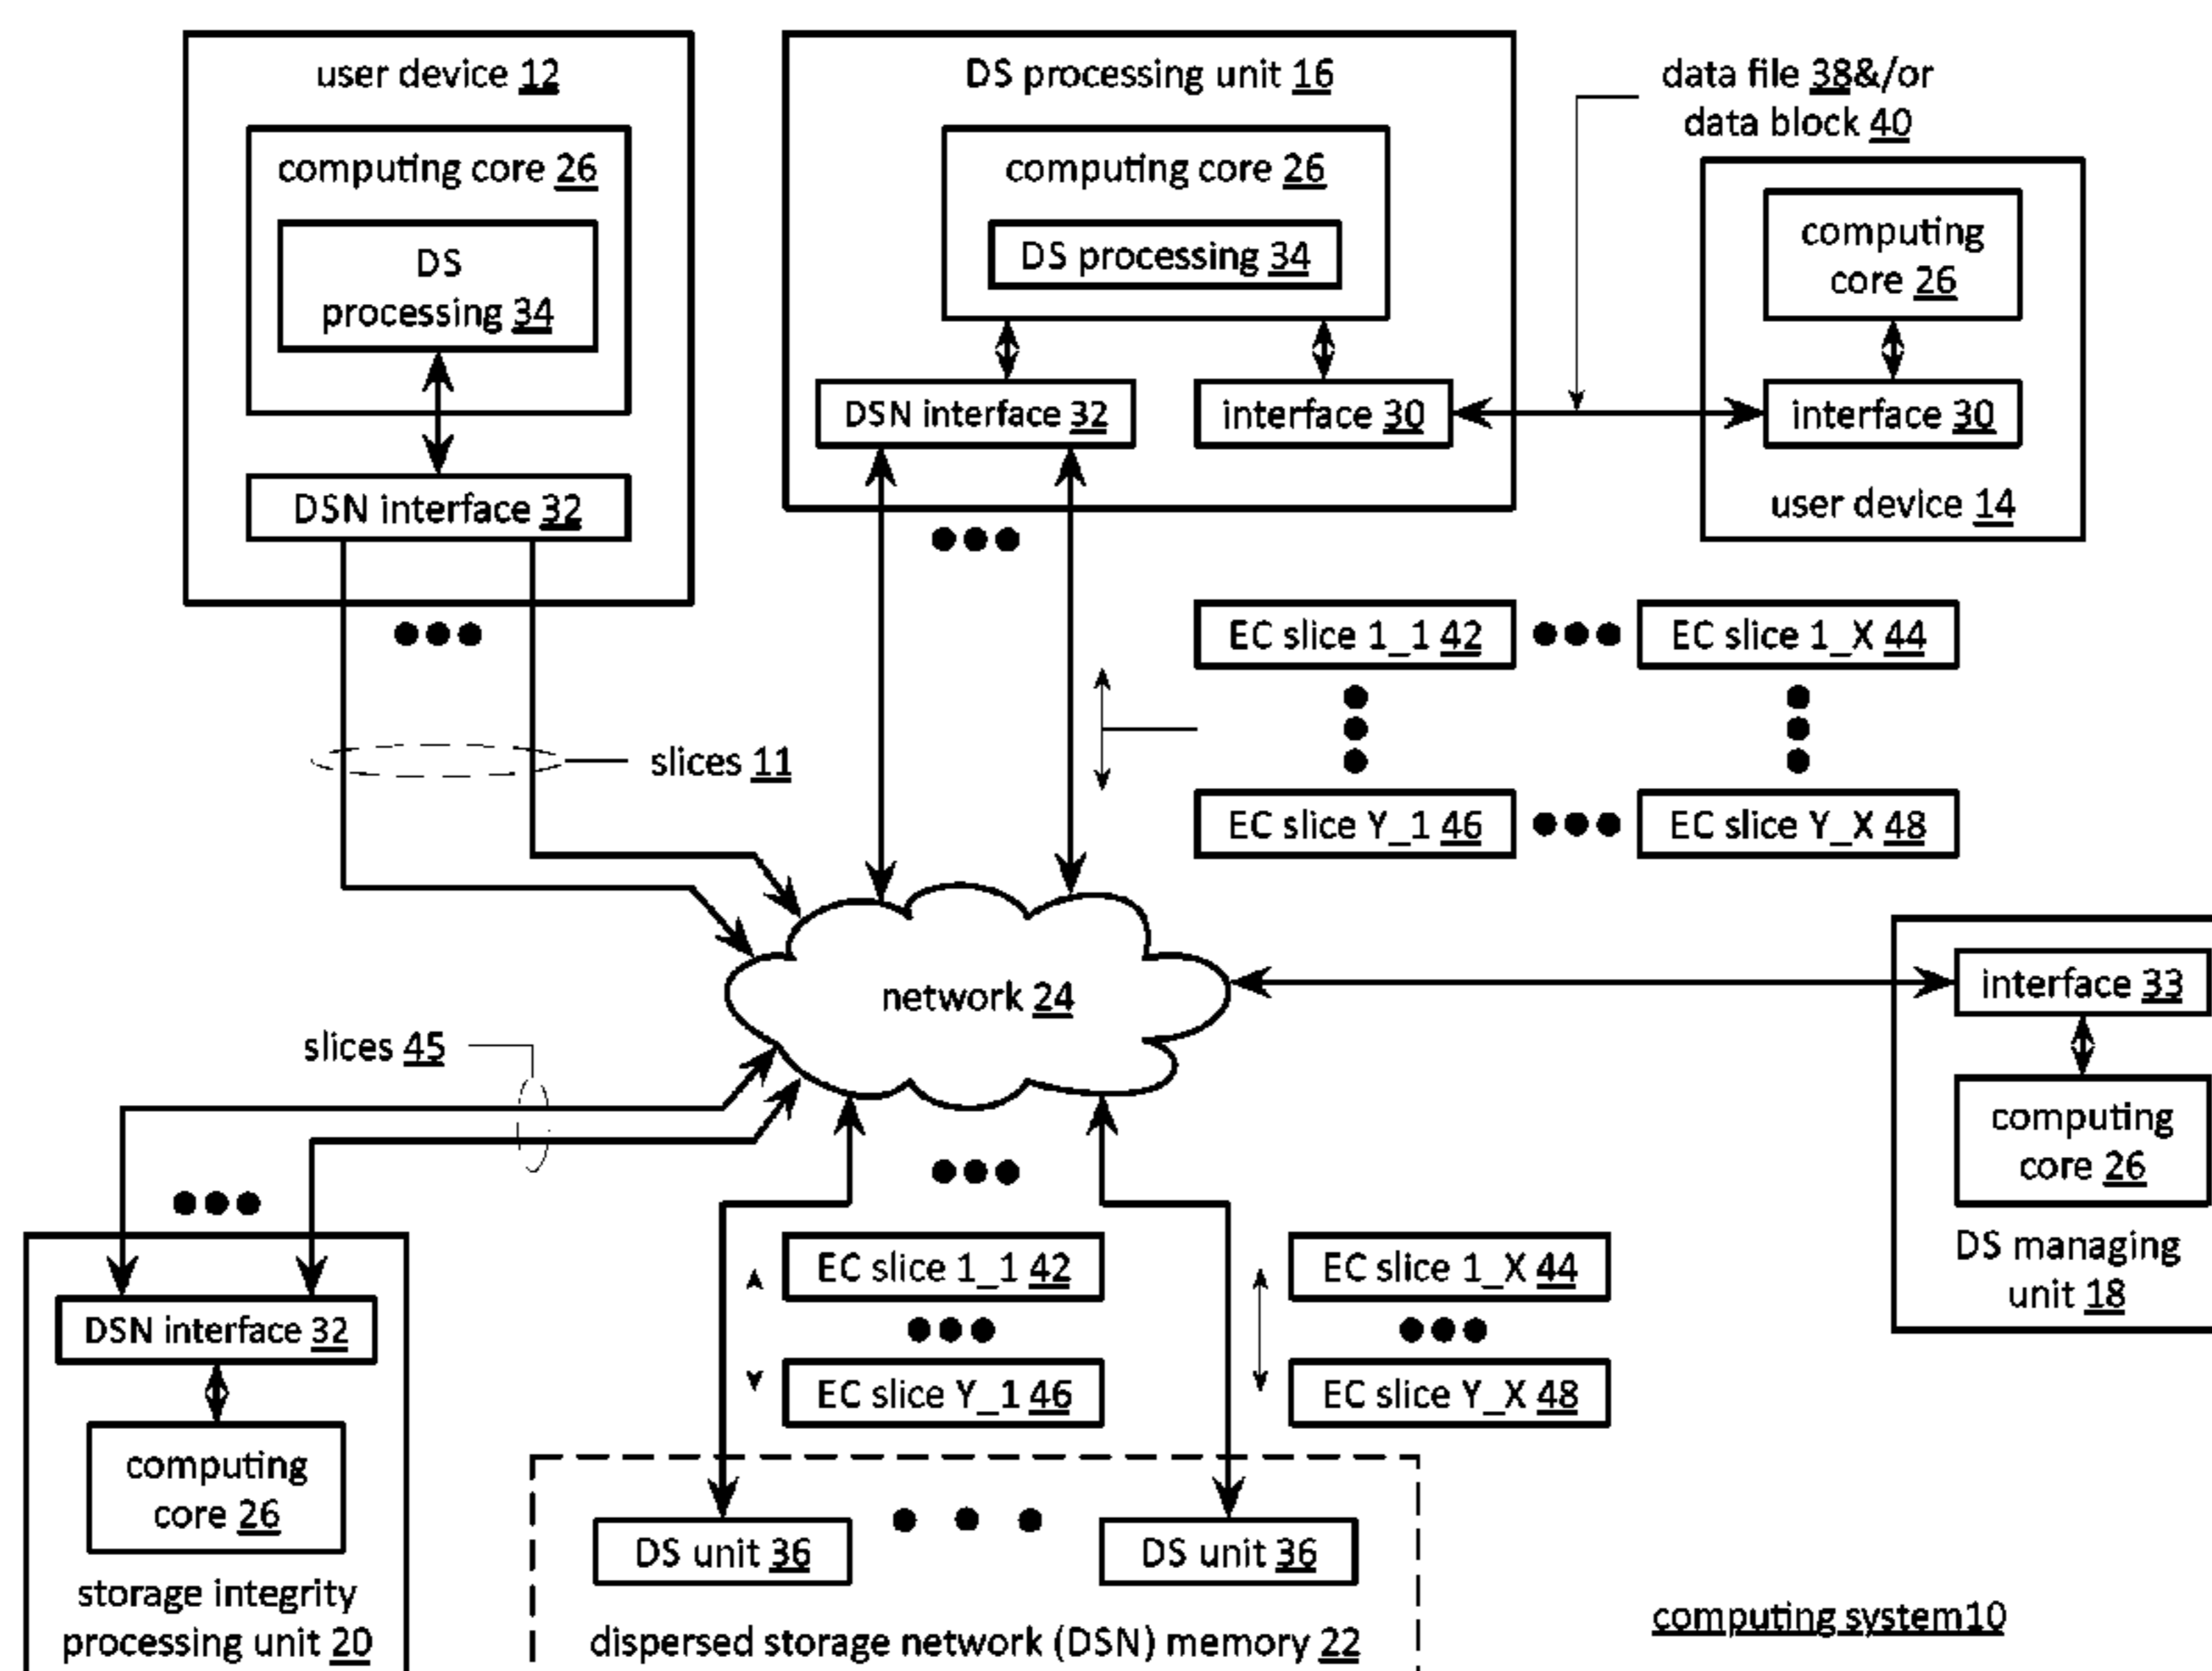 user device 12
computing core 26
DS
processing 34
DSN interface 32
DS processing unit 16
computing core 26
DS processing 34
DSN interface 32
interface 30
data file 38&/or
data block 40
computing
core 26
interface 30
user device 14
slices 11
EC slice 1_1 42
EC slice 1_X 44
EC slice Y_1 46
EC slice Y_X 48
network 24
interface 33
computing
core 26
DS managing
unit 18
slices 45
DSN interface 32
computing
core 26
storage integrity
processing unit 20
EC slice 1_1 42
EC slice Y_1 46
EC slice 1_X 44
EC slice Y_X 48
DS unit 36
DS unit 36
dispersed storage network (DSN) memory 22
computing system10